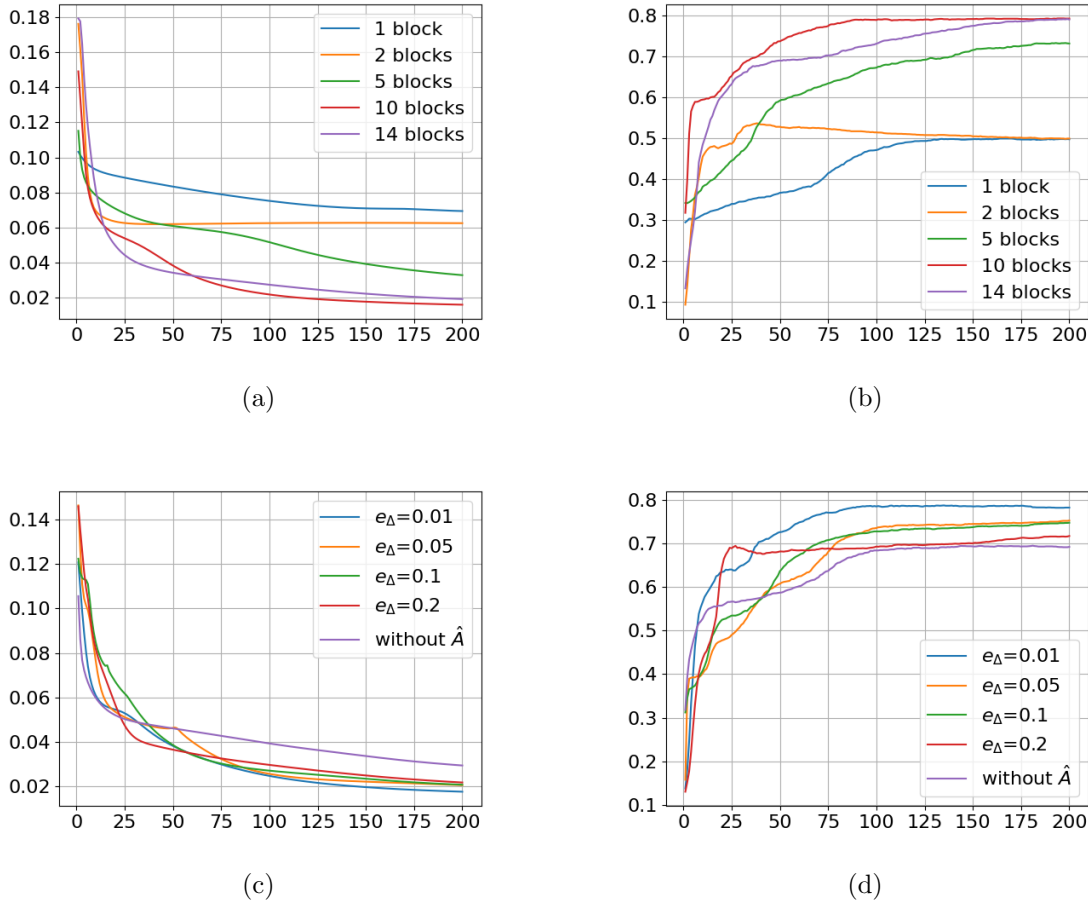 0.18
0.16
0.14
0.12
0.10
0.08
0.06
0.04
0.02
0 25 50 75 100 125 150 175 200
1 block
2 blocks
5 blocks
10 blocks
14 blocks
(a)
0.8
0.7
0.6
0.5
0.4
0.3
0.2
0.1
0 25 50 75 100 125 150 175 200
1 block
2 blocks
5 blocks
10 blocks
14 blocks
(b)
0.14
0.12
0.10
0.08
0.06
0.04
0.02
0 25 50 75 100 125 150 175 200
e_Δ=0.01
e_Δ=0.05
e_Δ=0.1
e_Δ=0.2
without Â
(c)
0.8
0.7
0.6
0.5
0.4
0.3
0.2
0.1
0 25 50 75 100 125 150 175 200
e_Δ=0.01
e_Δ=0.05
e_Δ=0.1
e_Δ=0.2
without Â
(d)